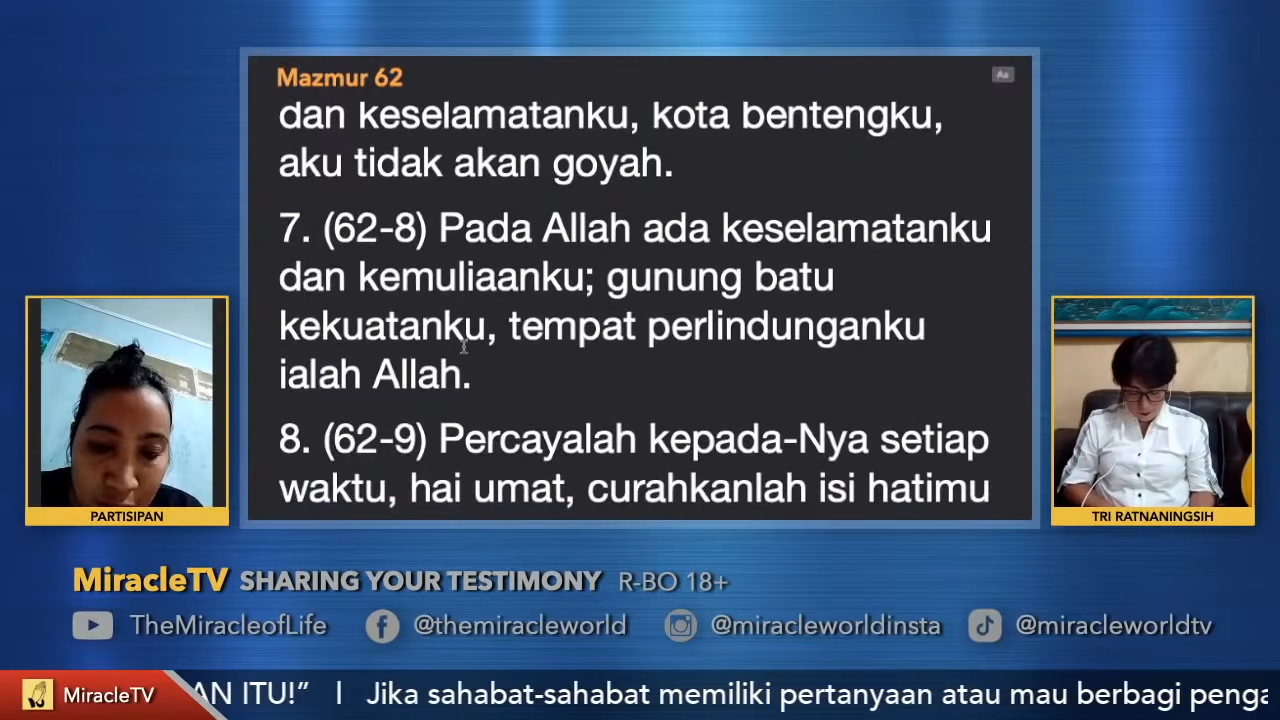 Mazmur 62
Aa
dan keselamatanku, kota bentengku,
aku tidak akan goyah.
7. (62-8) Pada Allah ada keselamatanku
dan kemuliaanku; gunung batu
kekuatanku, tempat perlindunganku
ialah Allah.
8. (62-9) Percayalah kepada-Nya setiap
waktu, hai umat, curahkanlah isi hatimu
PARTISIPAN
TRI RATNANINGSIH
MiracleTV SHARING YOUR TESTIMONY R-BO 18+
TheMiracleofLife @themiracleworld @miracleworldinsta @miracleworldtv
MiracleTV AN ITU!” | Jika sahabat-sahabat memiliki pertanyaan atau mau berbagi penga